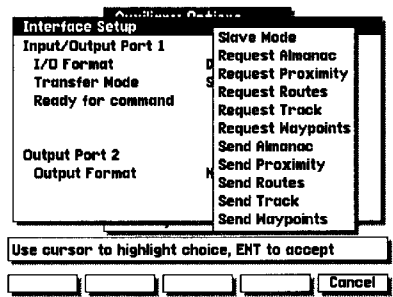 Auxiliary Options
Interface Setup
Input/Output Port 1
I/O Format
Transfer Mode
Ready for command
Output Port 2
Output Format
Slave Mode
Request Almanac
Request Proximity
Request Routes
Request Track
Request Waypoints
Send Almanac
Send Proximity
Send Routes
Send Track
Send Waypoints
Use cursor to highlight choice, ENT to accept
Cancel